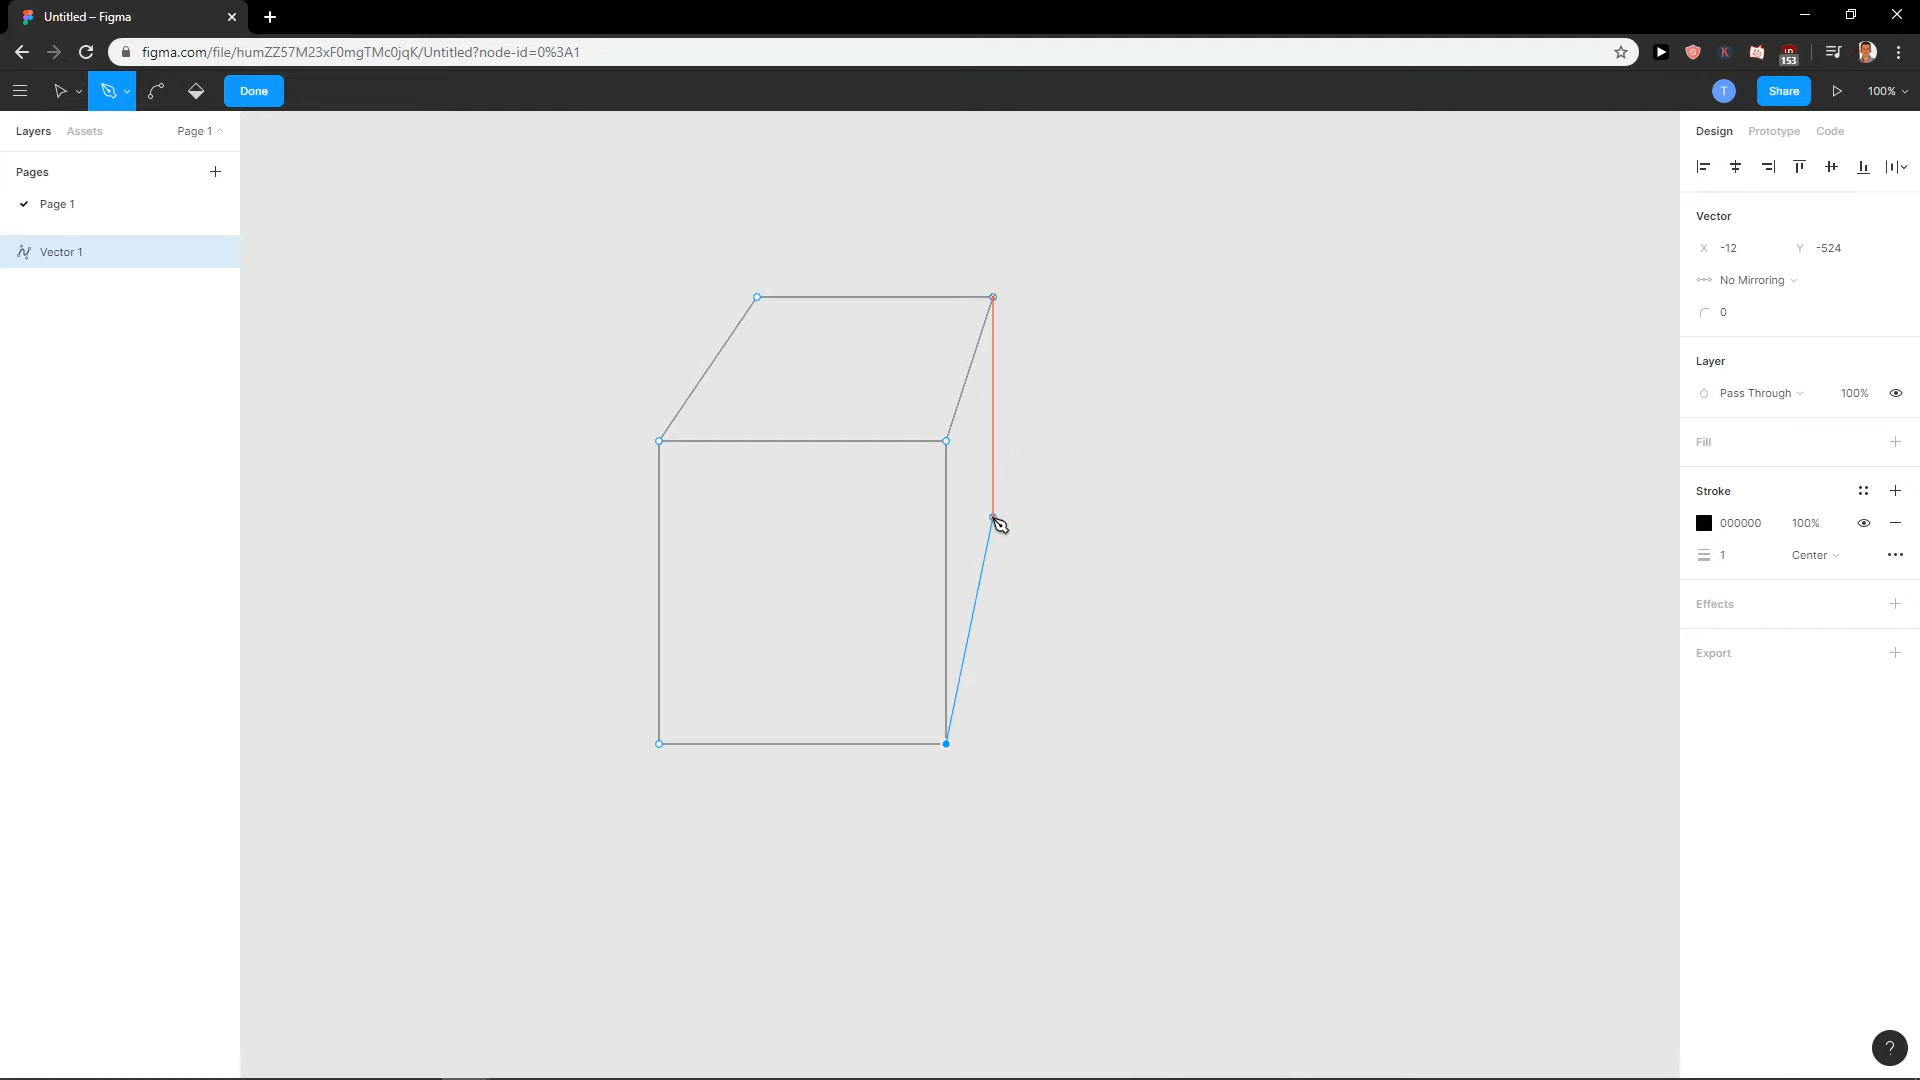 Untitled – Figma
figma.com/file/humZZ57M23xF0mgTMc0jqK/Untitled?node-id=0%3A1
K
153
Done
T
Share
100%
Layers
Assets
Page 1
Design
Prototype
Code
Pages
Page 1
Vector
X
-12
Y
-524
Vector 1
No Mirroring
0
Layer
Pass Through
100%
Fill
Stroke
000000
100%
1
Center
Effects
Export
?